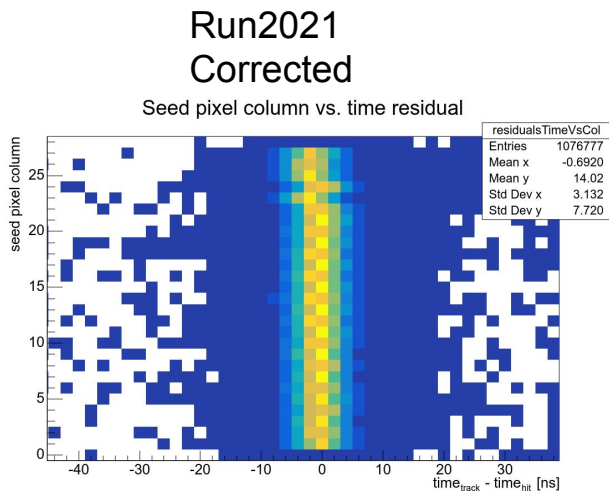 Run2021
Corrected
Seed pixel column vs. time residual
residualsTimeVsCol
Entries 1076777
Mean x -0.6920
Mean y 14.02
Std Dev x 3.132
Std Dev y 7.720
seed pixel column
25
20
15
10
5
0
-40 -30 -20 -10 0 10 20 30
time_track - time_hit [ns]